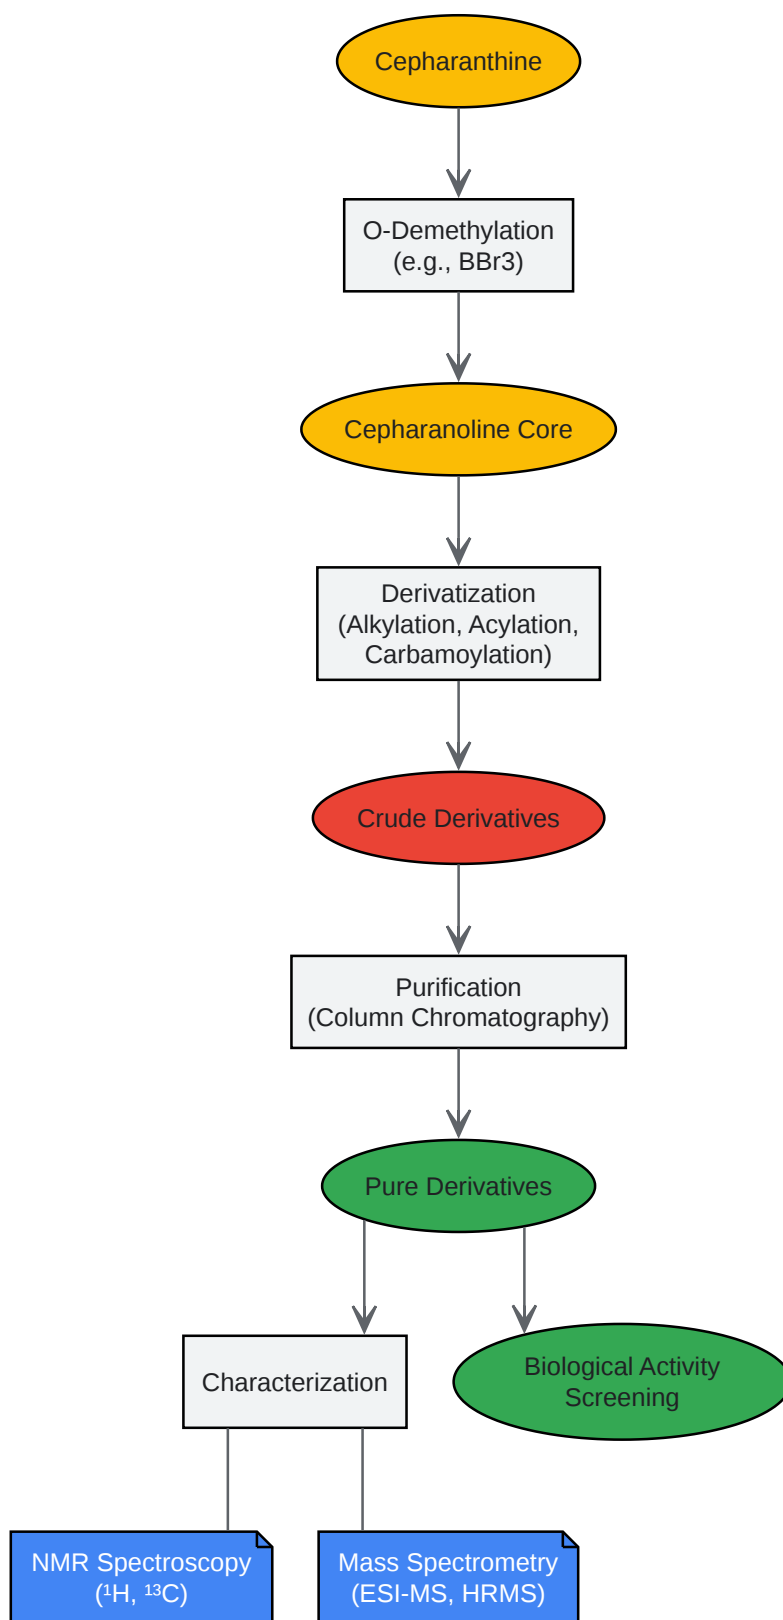 Cepharanthine
O-Demethylation
(e.g., BBr3)
Cepharanoline Core
Derivatization
(Alkylation, Acylation,
Carbamoylation)
Crude Derivatives
Purification
(Column Chromatography)
Pure Derivatives
Characterization
Biological Activity
Screening
NMR Spectroscopy
(¹H, ¹³C)
Mass Spectrometry
(ESI-MS, HRMS)